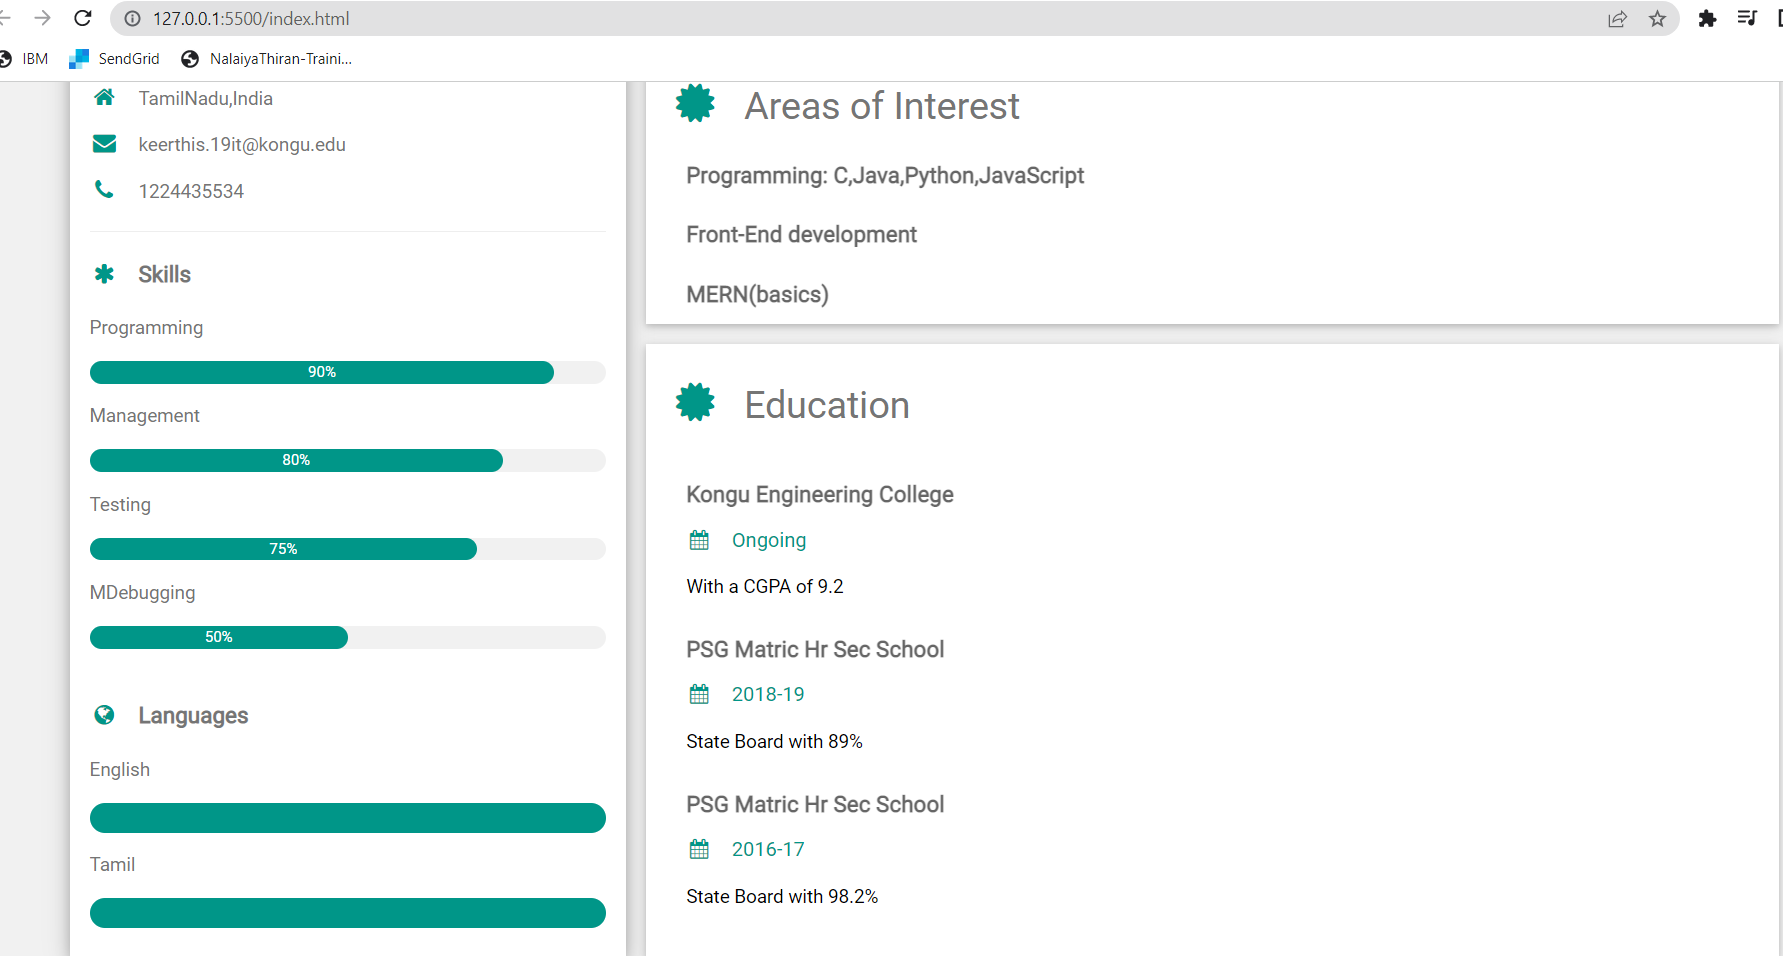 127.0.0.1:5500/index.html
IBM SendGrid NalaiyaThiran-Traini...
TamilNadu,India
keerthis.19it@kongu.edu
1224435534
Skills
Programming
90%
Management
80%
Testing
75%
MDebugging
50%
Languages
English
Tamil
Areas of Interest
Programming: C,Java,Python,JavaScript
Front-End development
MERN(basics)
Education
Kongu Engineering College
Ongoing
With a CGPA of 9.2
PSG Matric Hr Sec School
2018-19
State Board with 89%
PSG Matric Hr Sec School
2016-17
State Board with 98.2%